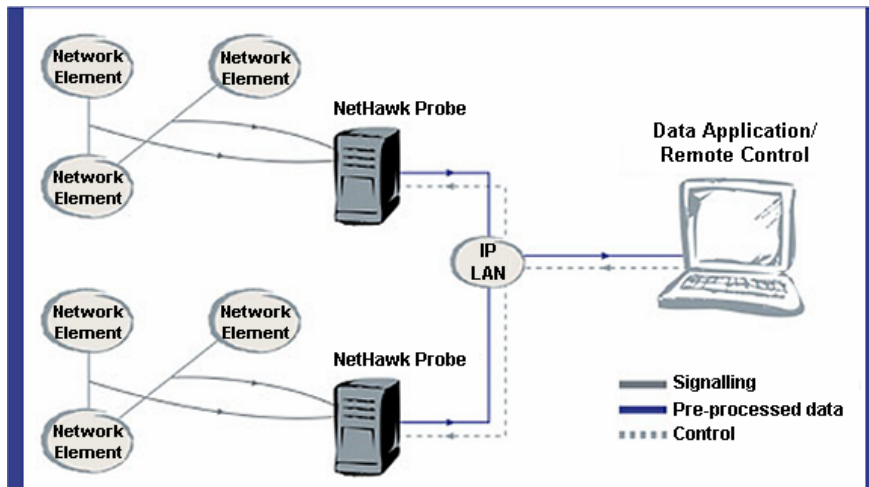 Network
Element
Network
Element
NetHawk Probe
Network
Element
Data Application/
Remote Control
IP
LAN
Network
Element
Network
Element
NetHawk Probe
Network
Element
Signalling
Pre-processed data
Control